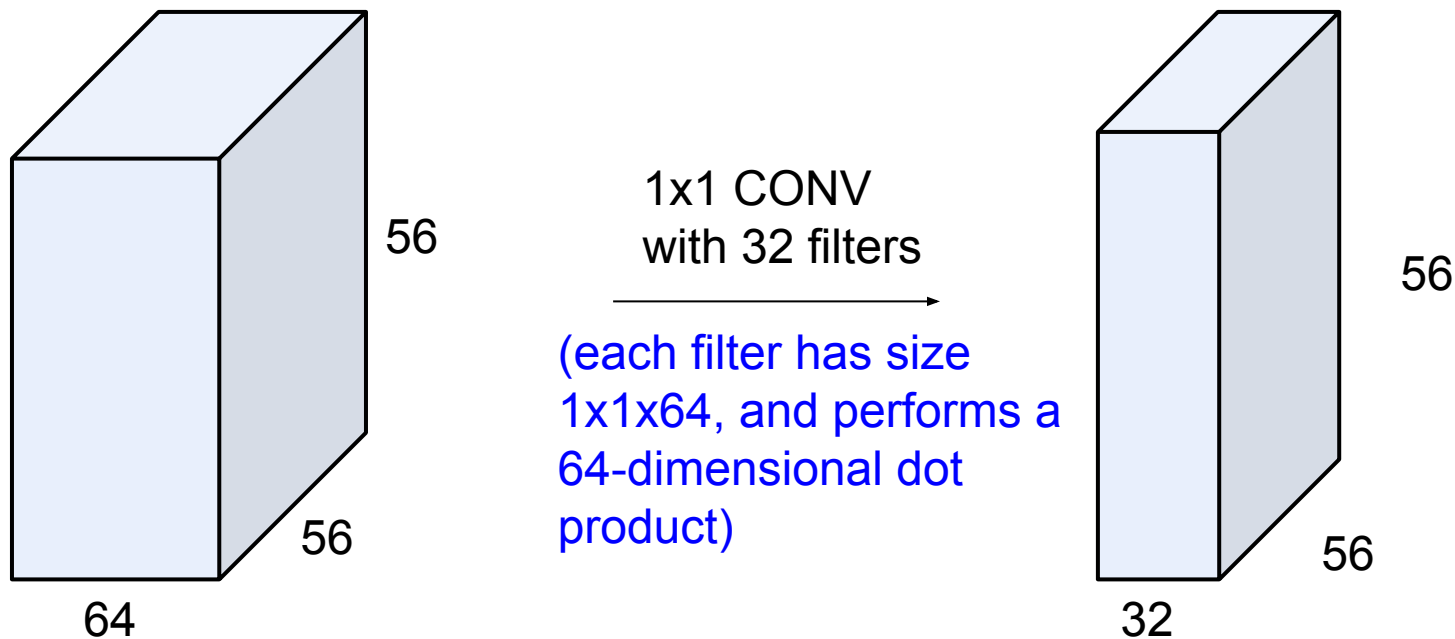 56
56
64
1x1 CONV
with 32 filters
(each filter has size
1x1x64, and performs a
64-dimensional dot
product)
56
56
32